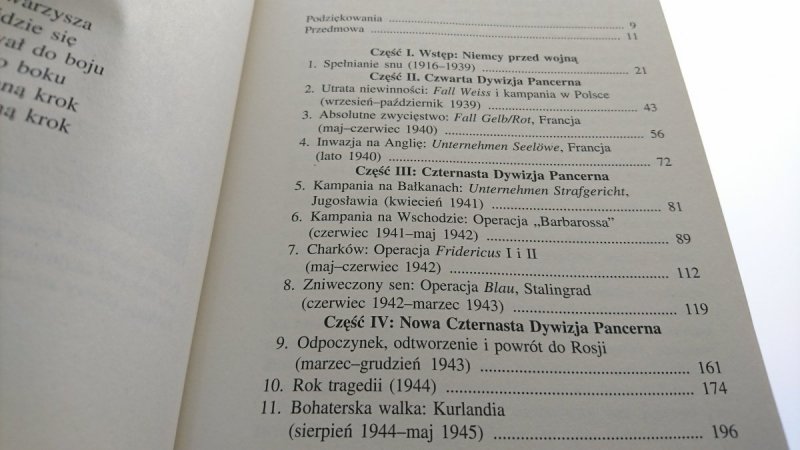 warzysza
dzie się
ał do boju
o boku
ną krok
ną krok
Podziękowania ... 9
Przedmowa ... 11
Część I. Wstęp: Niemcy przed wojną
1. Spełnianie snu (1916–1939) ... 21
Część II. Czwarta Dywizja Pancerna
2. Utrata niewinności: Fall Weiss i kampania w Polsce
(wrzesień–październik 1939) ... 43
3. Absolutne zwycięstwo: Fall Gelb/Rot, Francja
(maj–czerwiec 1940) ... 56
4. Inwazja na Anglię: Unternehmen Seelöwe, Francja
(lato 1940) ... 72
Część III: Czternasta Dywizja Pancerna
5. Kampania na Bałkanach: Unternehmen Strafgericht,
Jugosławia (kwiecień 1941) ... 81
6. Kampania na Wschodzie: Operacja „Barbarossa”
(czerwiec 1941–maj 1942) ... 89
7. Charków: Operacja Fridericus I i II
(maj–czerwiec 1942) ... 112
8. Zniweczony sen: Operacja Blau, Stalingrad
(czerwiec 1942–marzec 1943) ... 119
Część IV: Nowa Czternasta Dywizja Pancerna
9. Odpoczynek, odtworzenie i powrót do Rosji
(marzec–grudzień 1943) ... 161
10. Rok tragedii (1944) ... 174
11. Bohaterska walka: Kurlandia
(sierpień 1944–maj 1945) ... 196